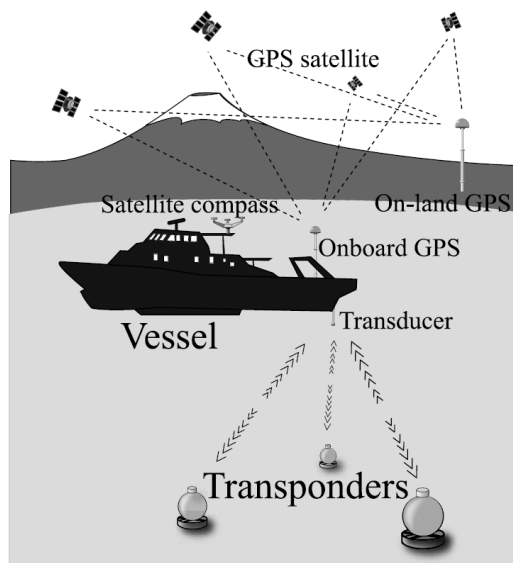 GPS satellite
On-land GPS
Satellite compass
Onboard GPS
Transducer
Vessel
Transponders